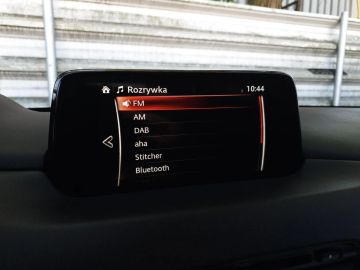 Rozrywka 10:44
FM
AM
DAB
aha
Stitcher
Bluetooth